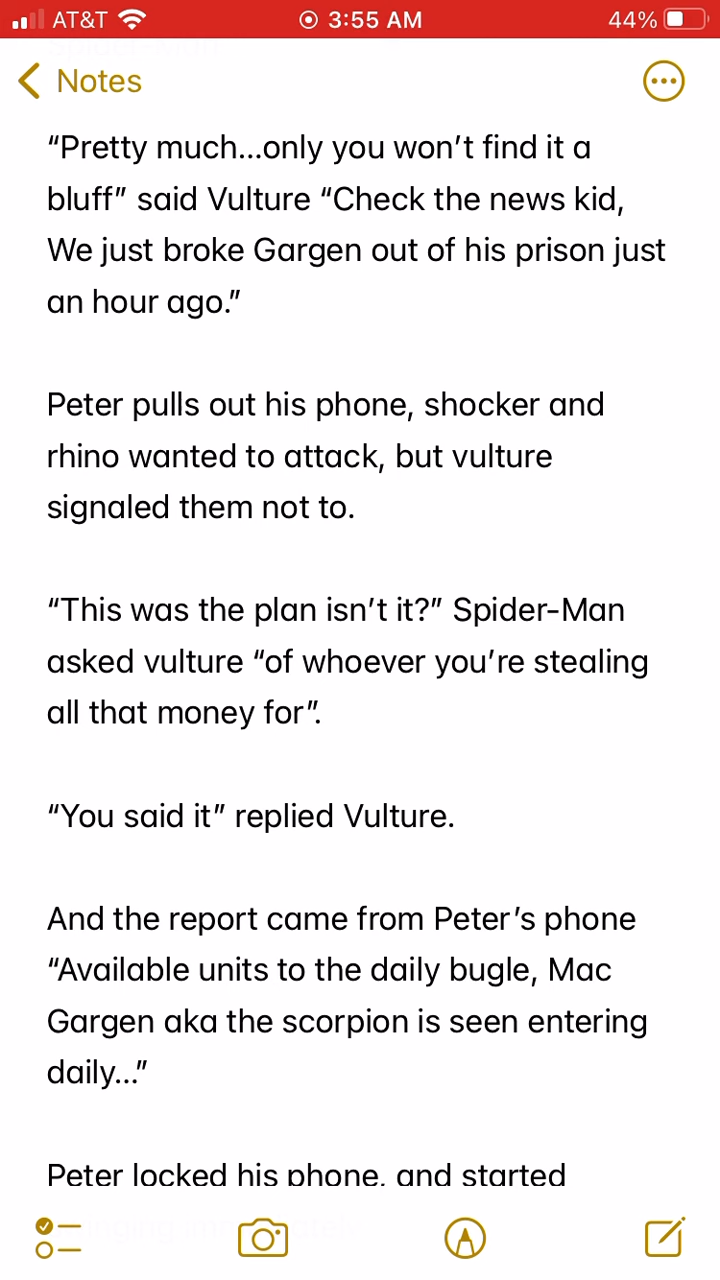 AT&T 3:55 AM 44%
Notes
“Pretty much...only you won’t find it a
bluff” said Vulture “Check the news kid,
We just broke Gargen out of his prison just
an hour ago.”
Peter pulls out his phone, shocker and
rhino wanted to attack, but vulture
signaled them not to.
“This was the plan isn’t it?” Spider-Man
asked vulture “of whoever you’re stealing
all that money for”.
“You said it” replied Vulture.
And the report came from Peter’s phone
“Available units to the daily bugle, Mac
Gargen aka the scorpion is seen entering
daily...”
Peter locked his phone, and started